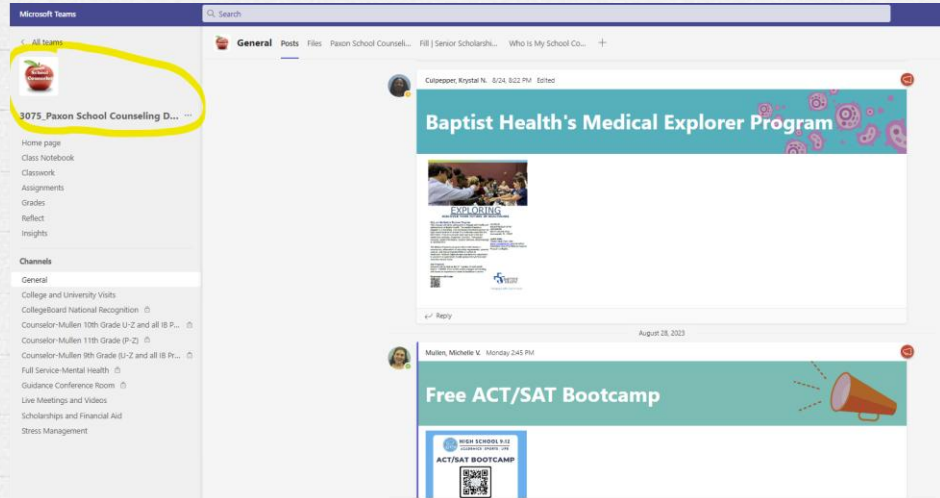 Microsoft Teams
Search
All teams
School
Counselor
3075_Paxon School Counseling D... ...
Home page
Class Notebook
Classwork
Assignments
Grades
Reflect
Insights
Channels
General
College and University Visits
CollegeBoard National Recognition
Counselor-Mullen 10th Grade U-Z and all IB P...
Counselor-Mullen 11th Grade (P-Z)
Counselor-Mullen 9th Grade (U-Z and all IB Pr...
Full Service-Mental Health
Guidance Conference Room
Live Meetings and Videos
Scholarships and Financial Aid
Stress Management
General Posts Files Paxon School Counseli... Fill | Senior Scholarshi... Who Is My School Co... +
Culpepper, Krystal N. 8/24, 8:22 PM Edited
Baptist Health's Medical Explorer Program
EXPLORING
Reply
August 28, 2023
Mullen, Michelle V. Monday 2:45 PM
Free ACT/SAT Bootcamp
HIGH SCHOOL 9-12
ACT/SAT BOOTCAMP